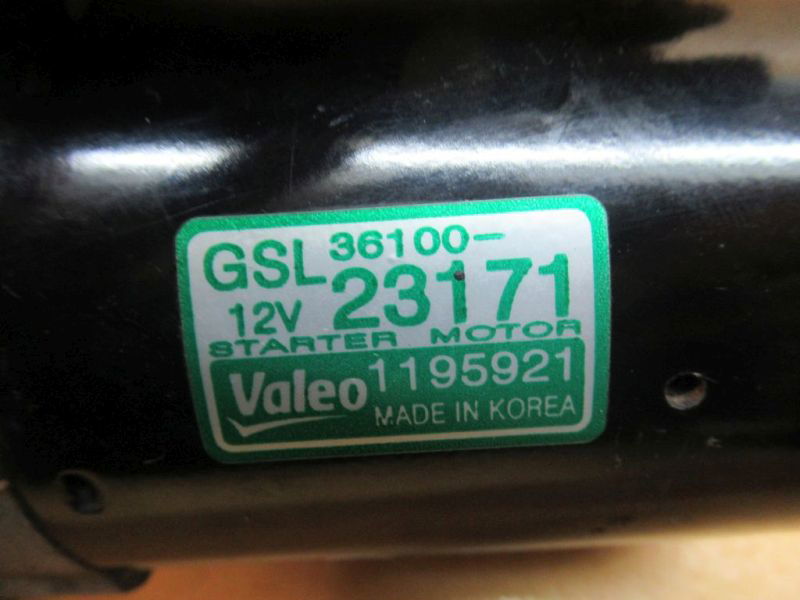 GSL 36100-
12V 23171
STARTER MOTOR
Valeo 1195921
MADE IN KOREA